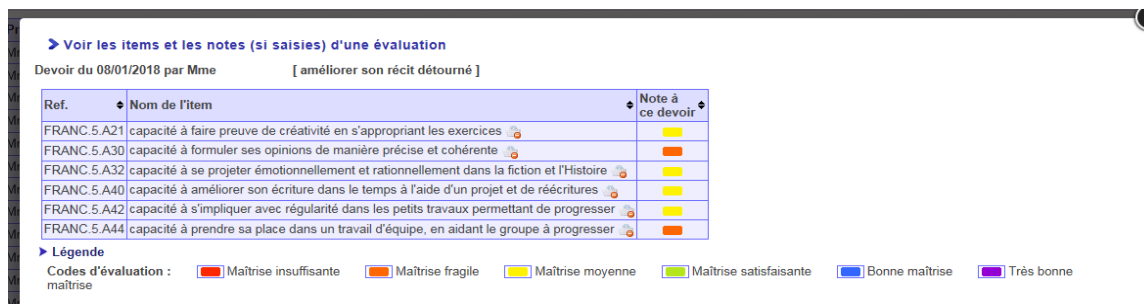 Voir les items et les notes (si saisies) d'une évaluation
Devoir du 08/01/2018 par Mme [ améliorer son récit détourné ]
Ref. Nom de l'item Note à ce devoir
FRANC.5.A21 capacité à faire preuve de créativité en s'appropriant les exercices
FRANC.5.A30 capacité à formuler ses opinions de manière précise et cohérente
FRANC.5.A32 capacité à se projeter émotionnellement et rationnellement dans la fiction et l'Histoire
FRANC.5.A40 capacité à améliorer son écriture dans le temps à l'aide d'un projet et de réécritures
FRANC.5.A42 capacité à s'impliquer avec régularité dans les petits travaux permettant de progresser
FRANC.5.A44 capacité à prendre sa place dans un travail d'équipe, en aidant le groupe à progresser
Légende
Codes d'évaluation : Maîtrise insuffisante Maîtrise fragile Maîtrise moyenne Maîtrise satisfaisante Bonne maîtrise Très bonne
maîtrise